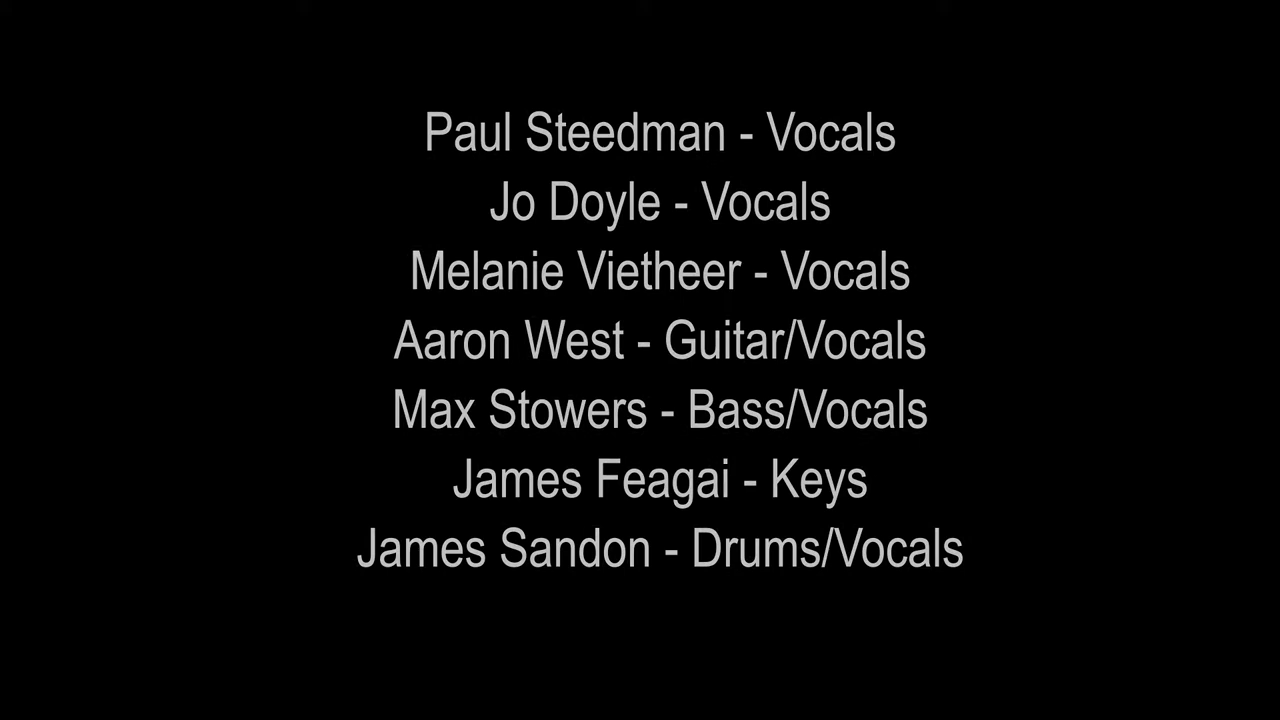 Paul Steedman - Vocals
Jo Doyle - Vocals
Melanie Vietheer - Vocals
Aaron West - Guitar/Vocals
Max Stowers - Bass/Vocals
James Feagai - Keys
James Sandon - Drums/Vocals